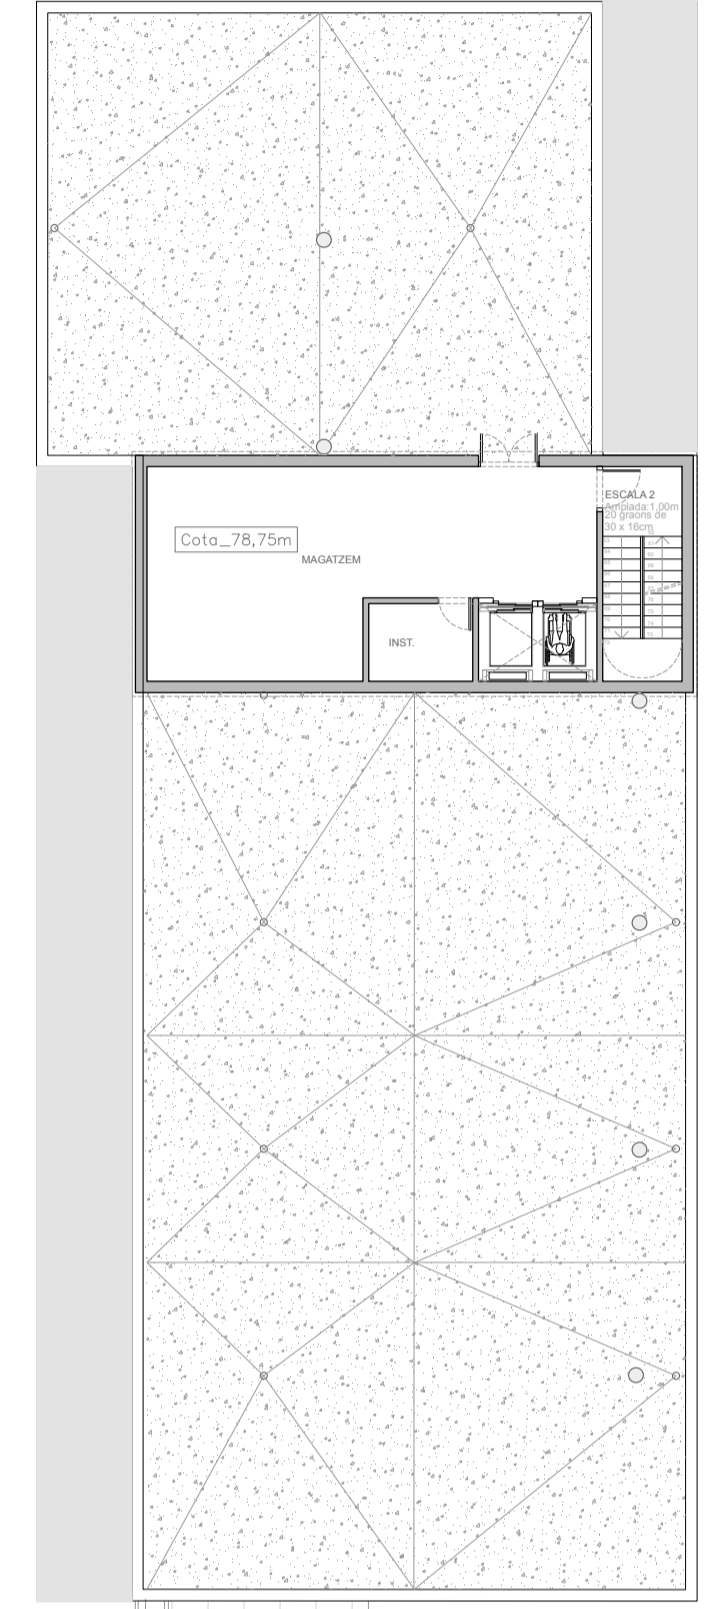 ESCALA 2
Amplada:1,00m
20 graons de
30 x 16cm
Cota_78,75m
MAGATZEM
INST.